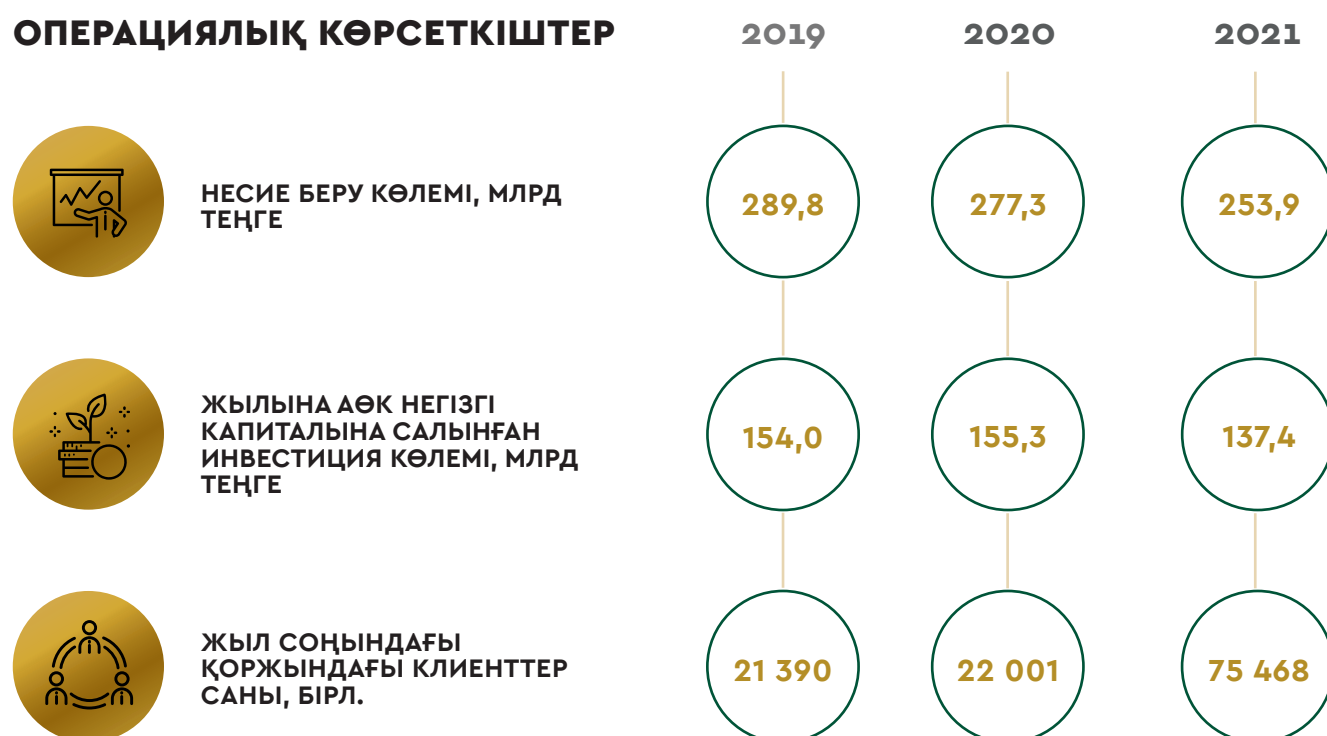 ОПЕРАЦИЯЛЫҚ КӨРСЕТКІШТЕР 2019 2020 2021
НЕСИЕ БЕРУ КӨЛЕМІ, МЛРД
ТЕҢГЕ
289,8 277,3 253,9
ЖЫЛЫНА АӨК НЕГІЗГІ
КАПИТАЛЫНА САЛЫНҒАН
ИНВЕСТИЦИЯ КӨЛЕМІ, МЛРД
ТЕҢГЕ
154,0 155,3 137,4
ЖЫЛ СОҢЫНДАҒЫ
ҚОРЖЫНДАҒЫ КЛИЕНТТЕР
САНЫ, БІРЛ.
21 390 22 001 75 468